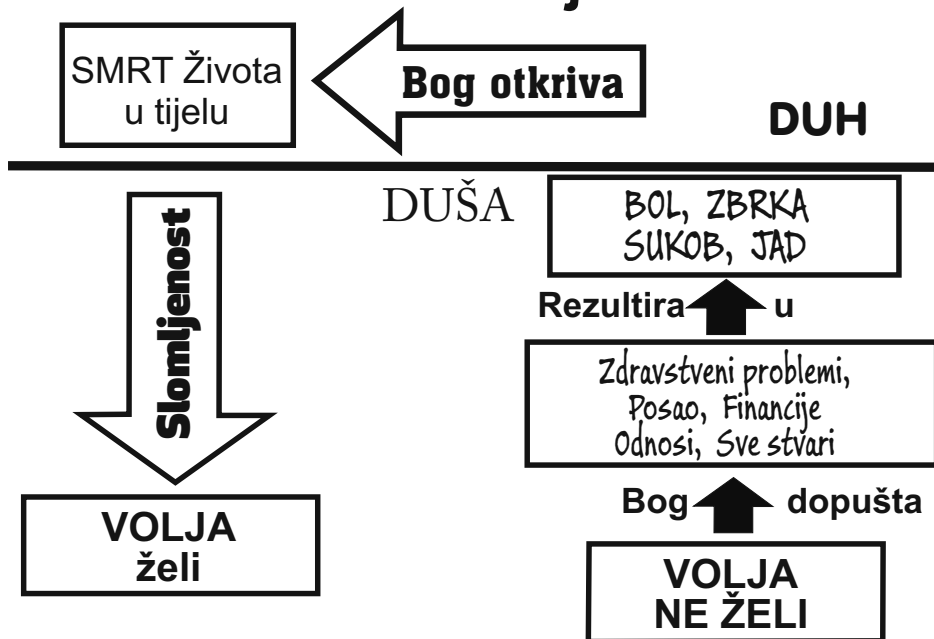 SMRT Života
u tijelu
Bog otkriva
DUH
DUŠA
Slomljenost
VOLJA
želi
BOL, ZBRKA
SUKOB, JAD
Rezultira u
Zdravstveni problemi,
Posao, Financije
Odnosi, Sve stvari
Bog dopušta
VOLJA
NE ŽELI